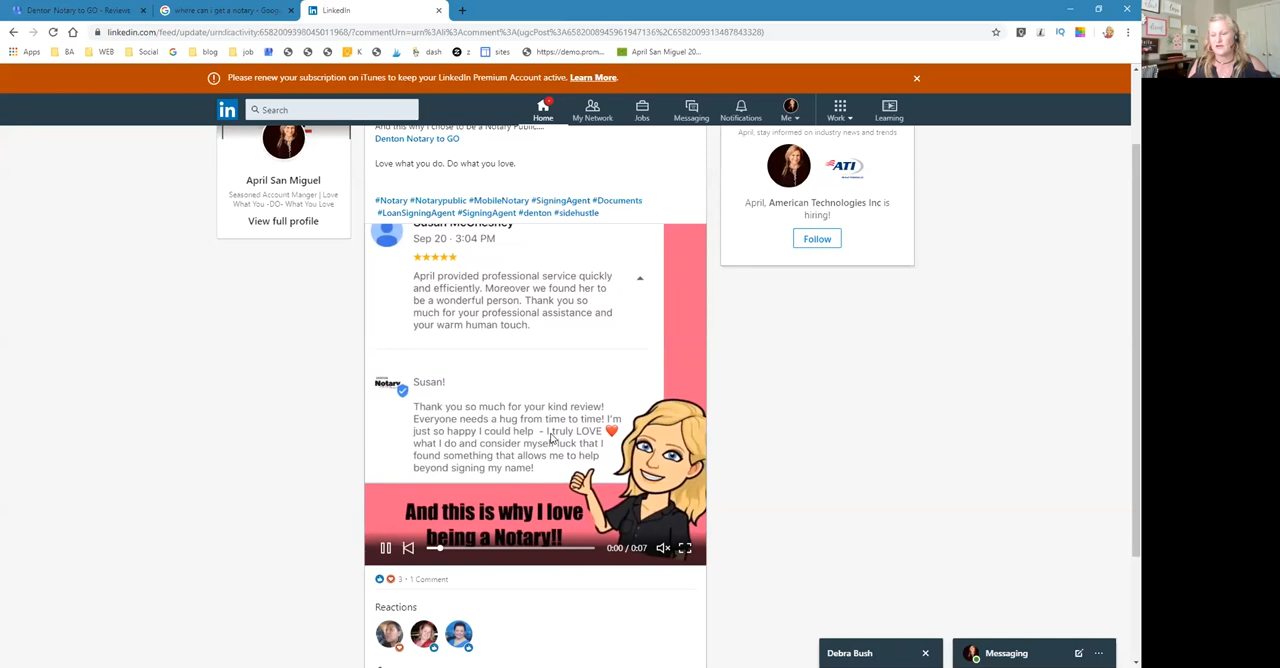 Denton Notary to GO - Reviews
where can i get a notary - Goog
LinkedIn
linkedin.com/feed/update/urn:li:activity:6582009398045011968/?commentUrn=urn%3Ali%3Acomment%3A(ugcPost%3A6582008945961947136%2C6582009313487843328)
Apps
BA
WEB
Social
blog
job
K
dash
z
sites
https://demo.prom...
April San Miguel 20...
Please renew your subscription on iTunes to keep your LinkedIn Premium Account active. Learn More.
in
Search
Home
My Network
Jobs
Messaging
Notifications
Me
Work
Learning
April San Miguel
Seasoned Account Manger | Love
What You -DO- What You Love
View full profile
And this why I chose to be a Notary Public....
Denton Notary to GO
Love what you do. Do what you love.
#Notary #Notarypublic #MobileNotary #SigningAgent #Documents
#LoanSigningAgent #SigningAgent #denton #sidehustle
Susan McChesney
Sep 20 · 3:04 PM
April provided professional service quickly
and efficiently. Moreover we found her to
be a wonderful person. Thank you so
much for your professional assistance and
your warm human touch.
Notary
Susan!
Thank you so much for your kind review!
Everyone needs a hug from time to time! I'm
just so happy I could help - I truly LOVE
what I do and consider myself luck that I
found something that allows me to help
beyond signing my name!
And this is why I love
being a Notary!!
0:00 / 0:07
3 · 1 Comment
Reactions
April, stay informed on industry news and trends
ATI
April, American Technologies Inc is
hiring!
Follow
Debra Bush
Messaging